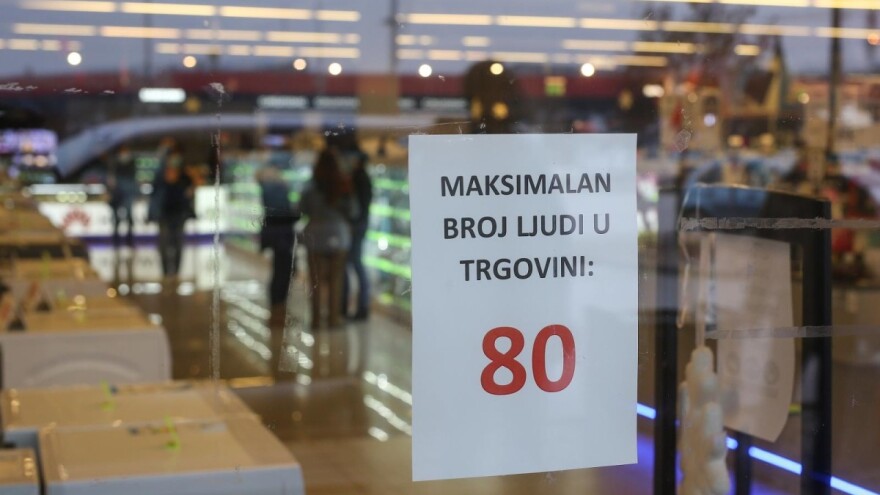 MAKSIMALAN
BROJ LJUDI U
TRGOVINI:
80